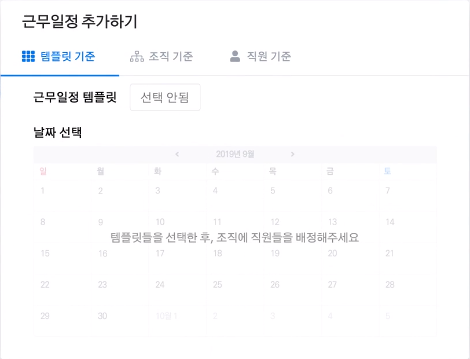 근무일정 추가하기
템플릿 기준 조직 기준 직원 기준
근무일정 템플릿 선택 안됨
날짜 선택
< 2019년 9월 >
일 월 화 수 목 금 토
1 2 3 4 5 6 7
8 9 10 11 12 13 14
템플릿들을 선택한 후, 조직에 직원들을 배정해주세요
15 16 17 18 19 20 21
22 23 24 25 26 27 28
29 30 10월 1 2 3 4 5